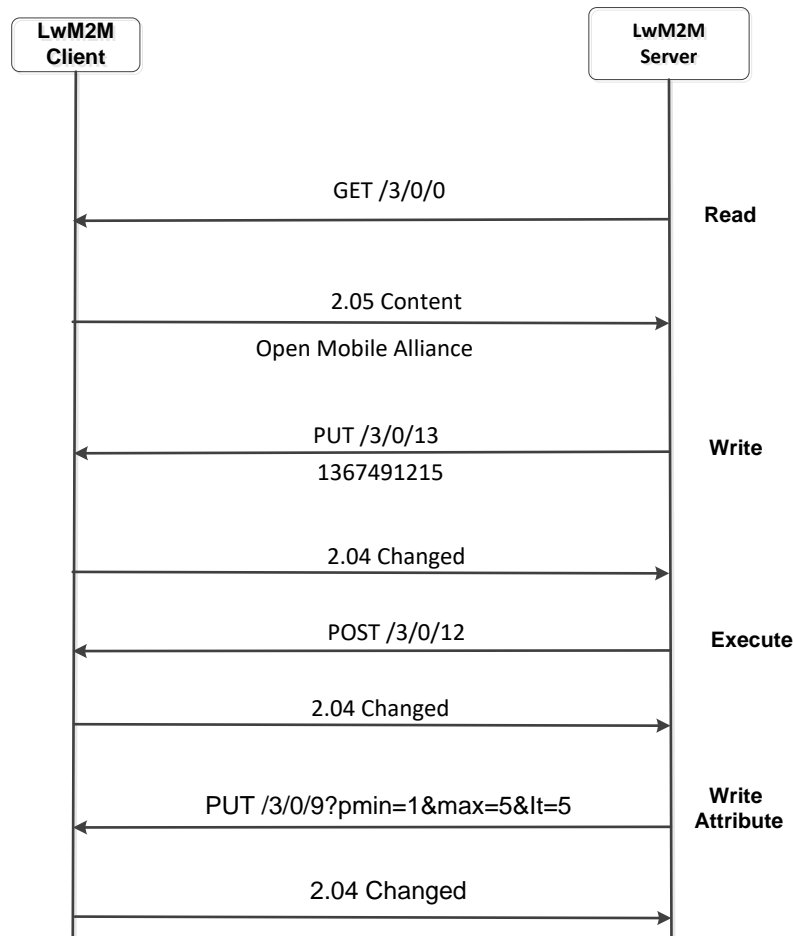 LwM2M
Client
LwM2M
Server
GET /3/0/0
Read
2.05 Content
Open Mobile Alliance
PUT /3/0/13
1367491215
Write
2.04 Changed
POST /3/0/12
Execute
2.04 Changed
PUT /3/0/9?pmin=1&max=5&lt=5
Write
Attribute
2.04 Changed